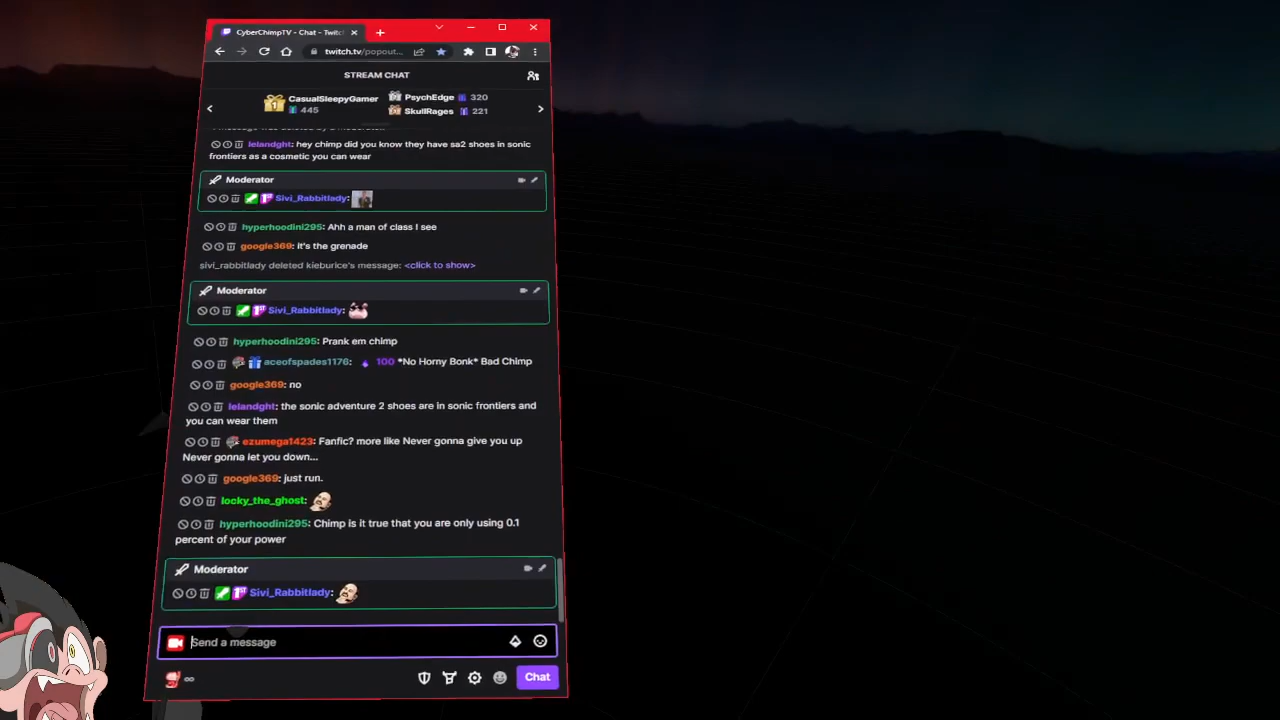 CyberChimpTV - Chat - Twitc
twitch.tv/popout...
STREAM CHAT
1 CasualSleepyGamer
445
PsychEdge 320
SkullRages 221
lelandght: hey chimp did you know they have sa2 shoes in sonic
frontiers as a cosmetic you can wear
Moderator
Sivi_Rabbitlady:
hyperhoodini295: Ahh a man of class I see
google369: it's the grenade
sivi_rabbitlady deleted kieburice's message: <click to show>
Moderator
Sivi_Rabbitlady:
hyperhoodini295: Prank em chimp
aceofspades1176: 100 *No Horny Bonk* Bad Chimp
google369: no
lelandght: the sonic adventure 2 shoes are in sonic frontiers and
you can wear them
ezumega1423: Fanfic? more like Never gonna give you up
Never gonna let you down...
google369: just run.
locky_the_ghost:
hyperhoodini295: Chimp is it true that you are only using 0.1
percent of your power
Moderator
Sivi_Rabbitlady:
Send a message
Chat